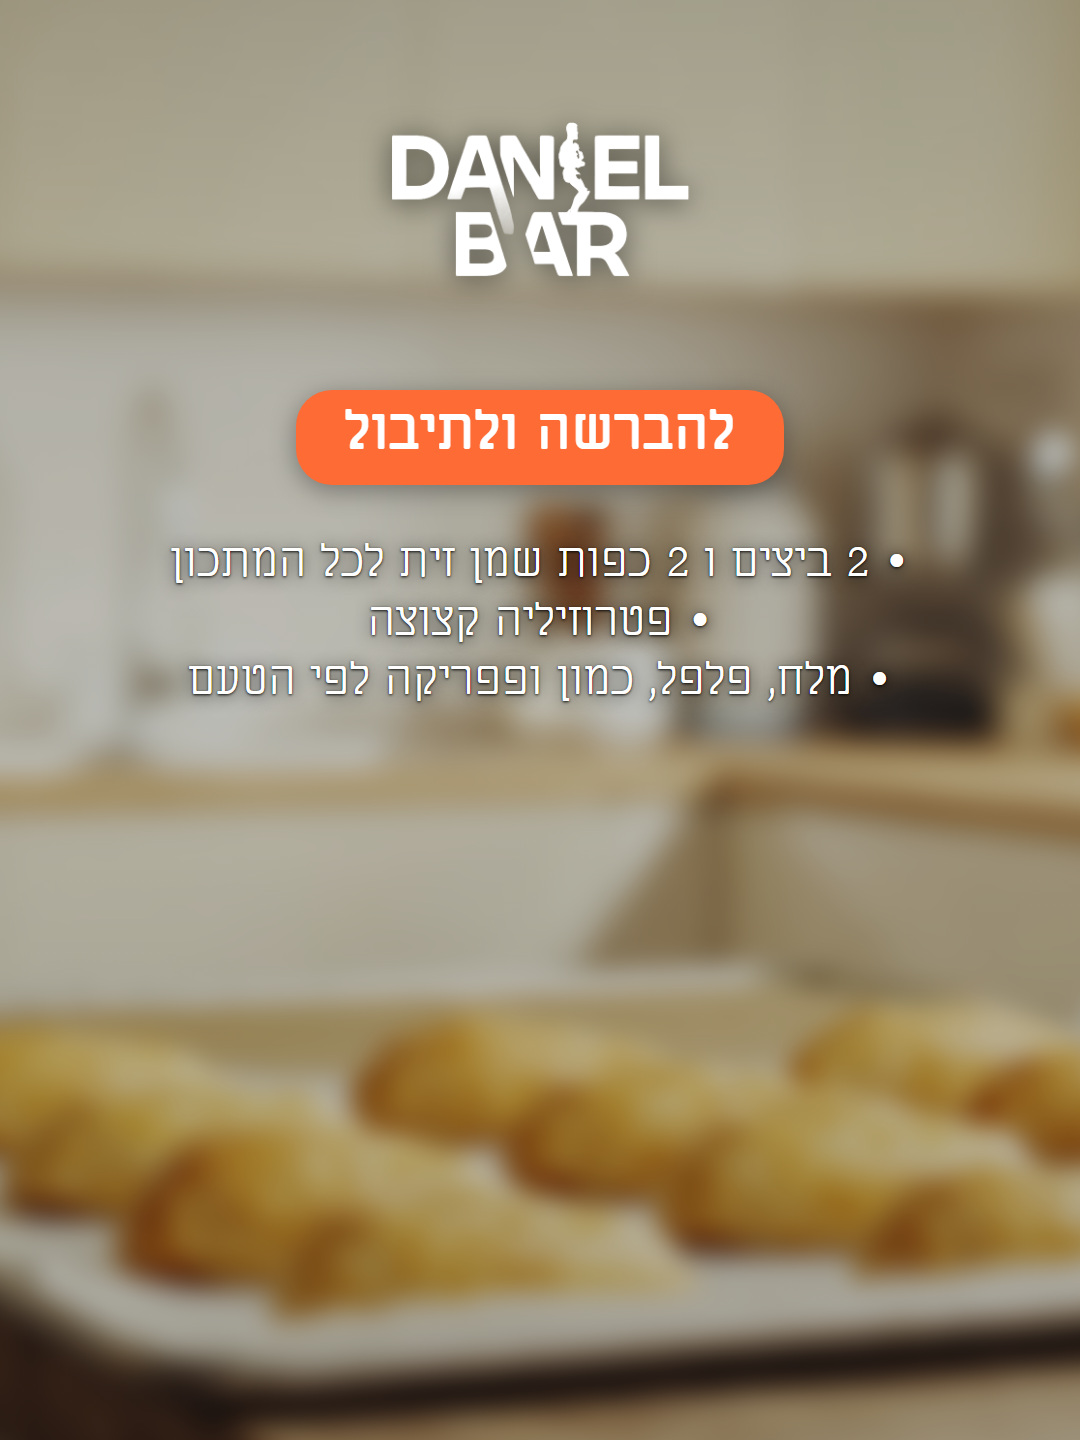 DANIEL
BAR
להברשה ולתיבול
• 2 ביצים ו 2 כפות שמן זית לכל המתכון
• פטרוזיליה קצוצה
• מלח, פלפל, כמון ופפריקה לפי הטעם